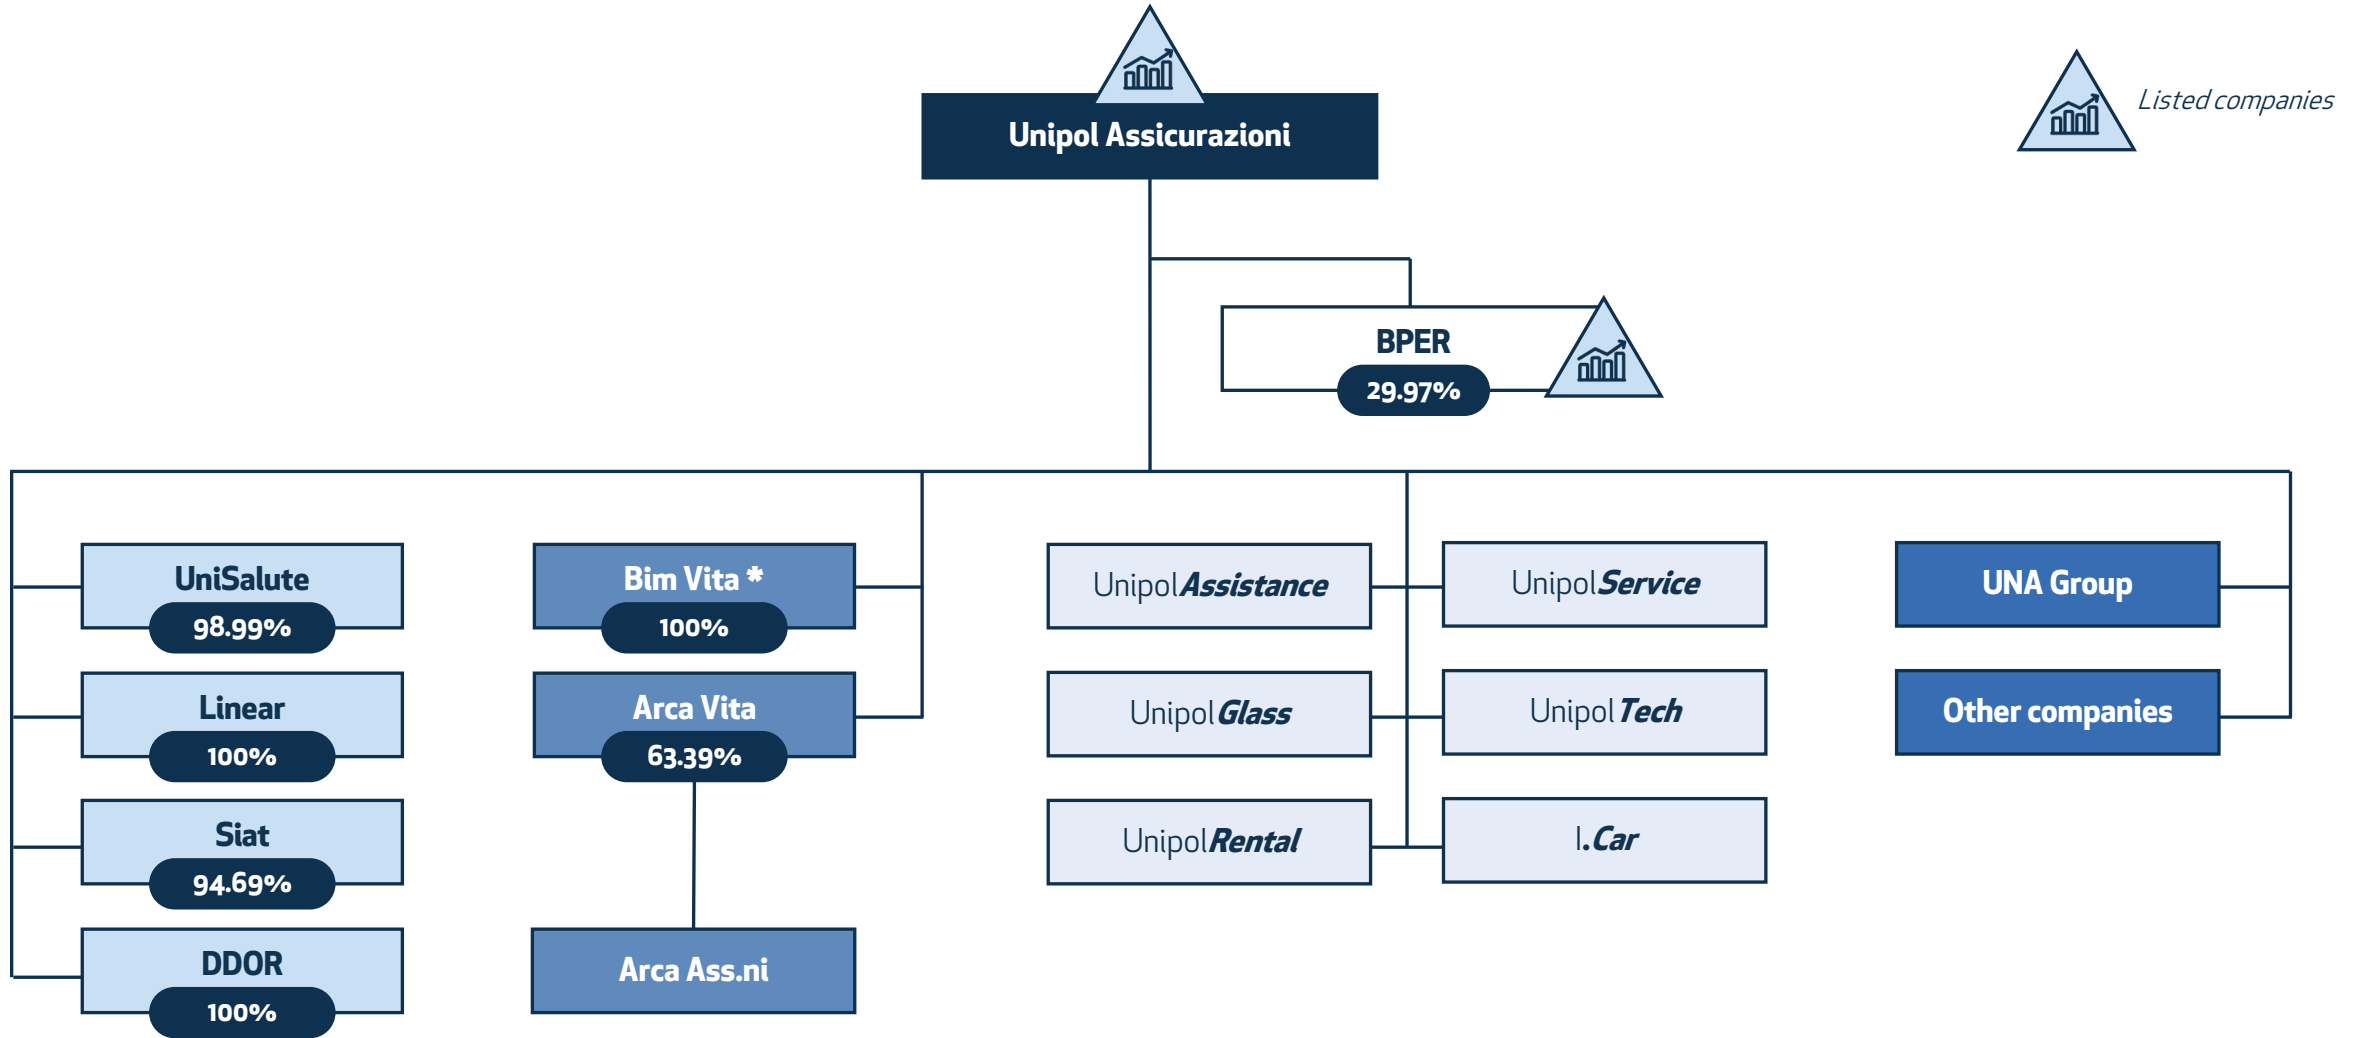 Listed companies
Unipol Assicurazioni
BPER
29.97%
UniSalute
98.99%
Linear
100%
Siat
94.69%
DDOR
100%
Bim Vita *
100%
Arca Vita
63.39%
Arca Ass.ni
UnipolAssistance
UnipolGlass
UnipolRental
UnipolService
UnipolTech
I.Car
UNA Group
Other companies